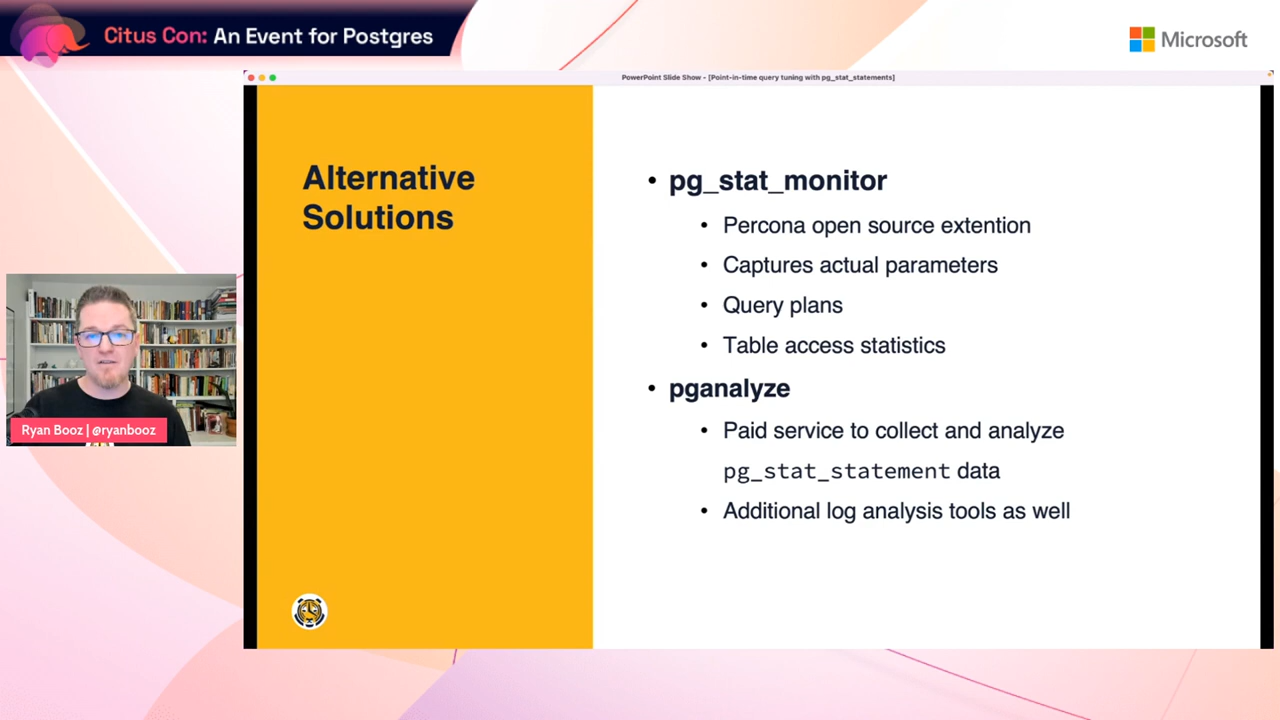 Citus Con: An Event for Postgres
Microsoft
PowerPoint Slide Show - [Point-in-time query tuning with pg_stat_statements]
Alternative
Solutions
• pg_stat_monitor
• Percona open source extention
• Captures actual parameters
• Query plans
• Table access statistics
• pganalyze
• Paid service to collect and analyze
pg_stat_statement data
• Additional log analysis tools as well
Ryan Booz | @ryanbooz